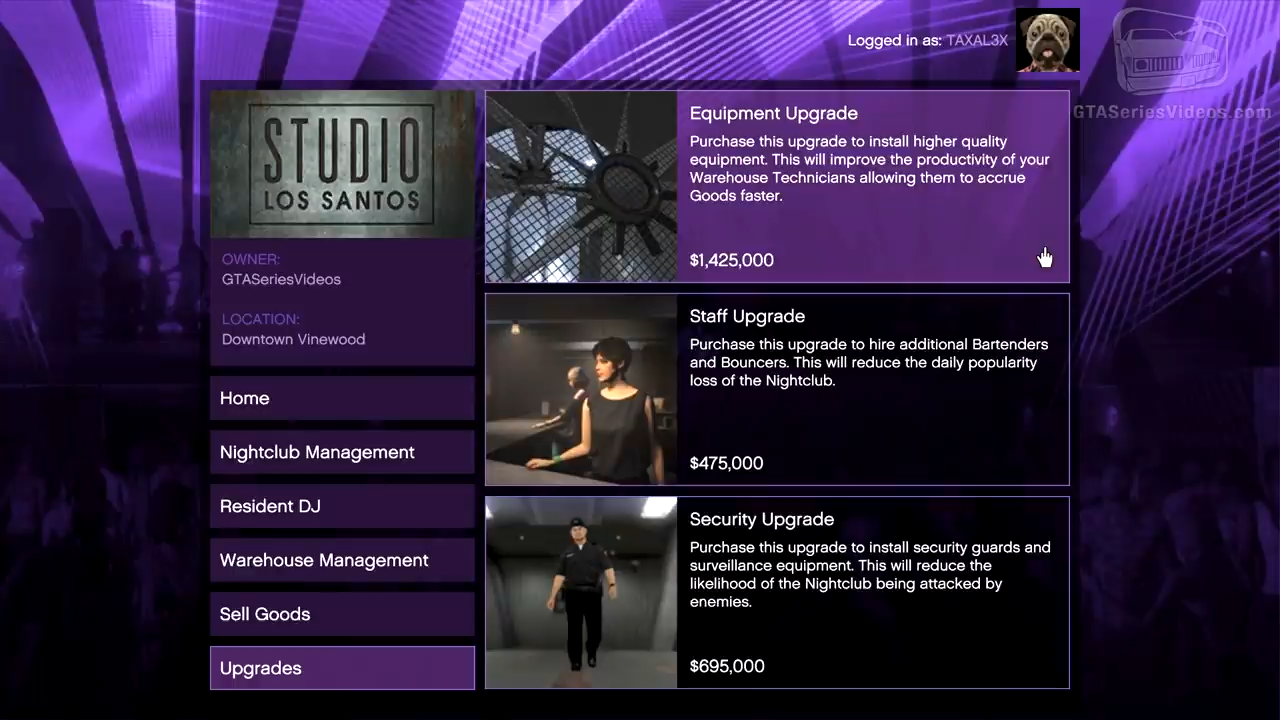 Logged in as: TAXAL3X
GTASeriesVideos.com
STUDIO
LOS SANTOS
OWNER:
GTASeriesVideos
LOCATION:
Downtown Vinewood
Home
Nightclub Management
Resident DJ
Warehouse Management
Sell Goods
Upgrades
Equipment Upgrade
Purchase this upgrade to install higher quality
equipment. This will improve the productivity of your
Warehouse Technicians allowing them to accrue
Goods faster.
$1,425,000
Staff Upgrade
Purchase this upgrade to hire additional Bartenders
and Bouncers. This will reduce the daily popularity
loss of the Nightclub.
$475,000
Security Upgrade
Purchase this upgrade to install security guards and
surveillance equipment. This will reduce the
likelihood of the Nightclub being attacked by
enemies.
$695,000